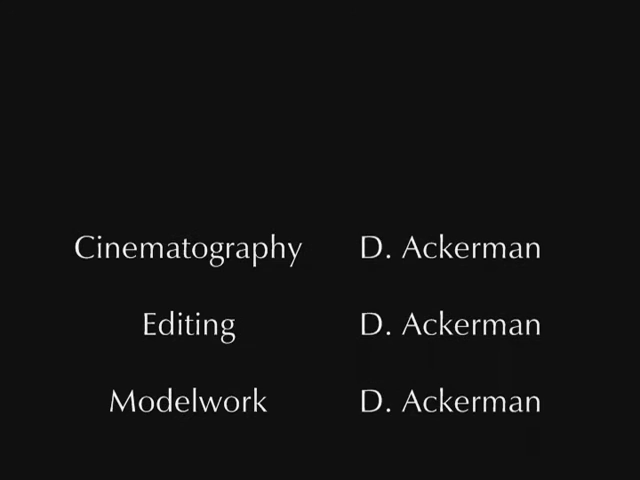 Cinematography D. Ackerman
Editing D. Ackerman
Modelwork D. Ackerman